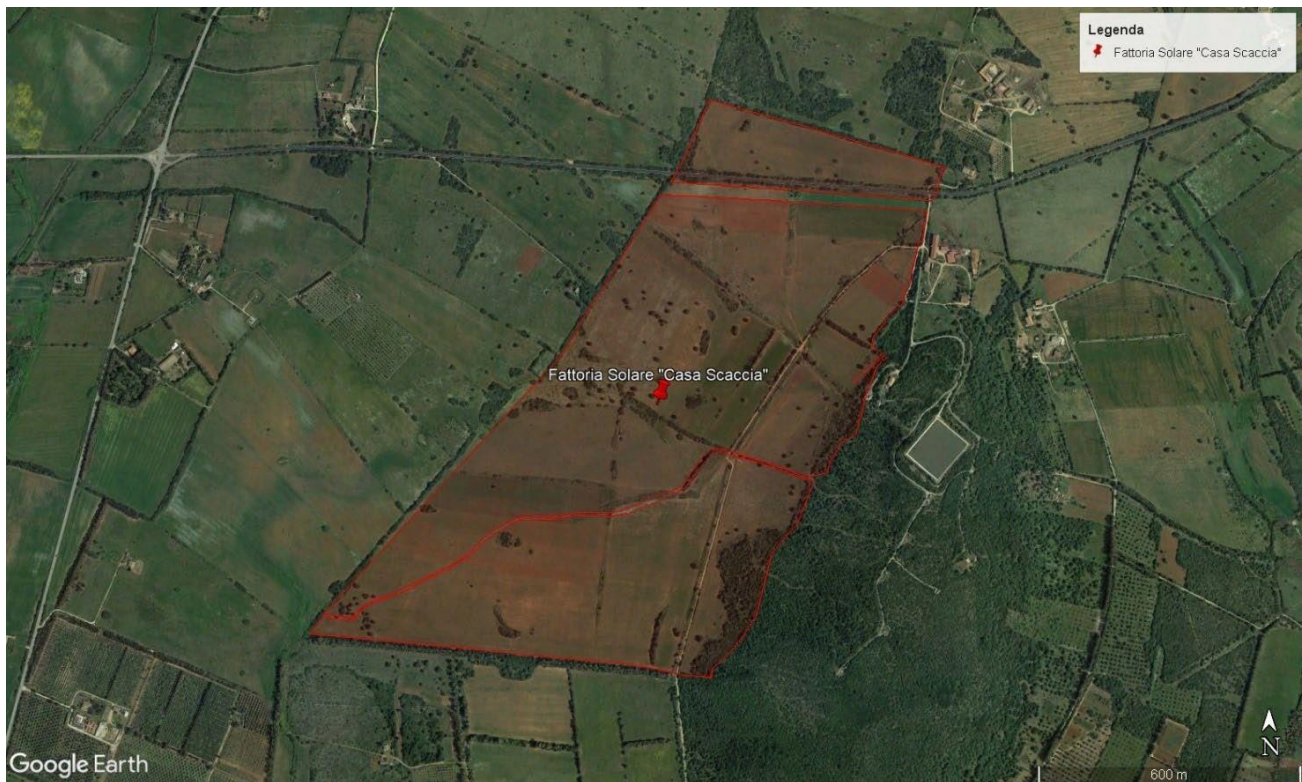 Legenda
Fattoria Solare "Casa Scaccia"
Fattoria Solare "Casa Scaccia"
Google Earth
N
600 m